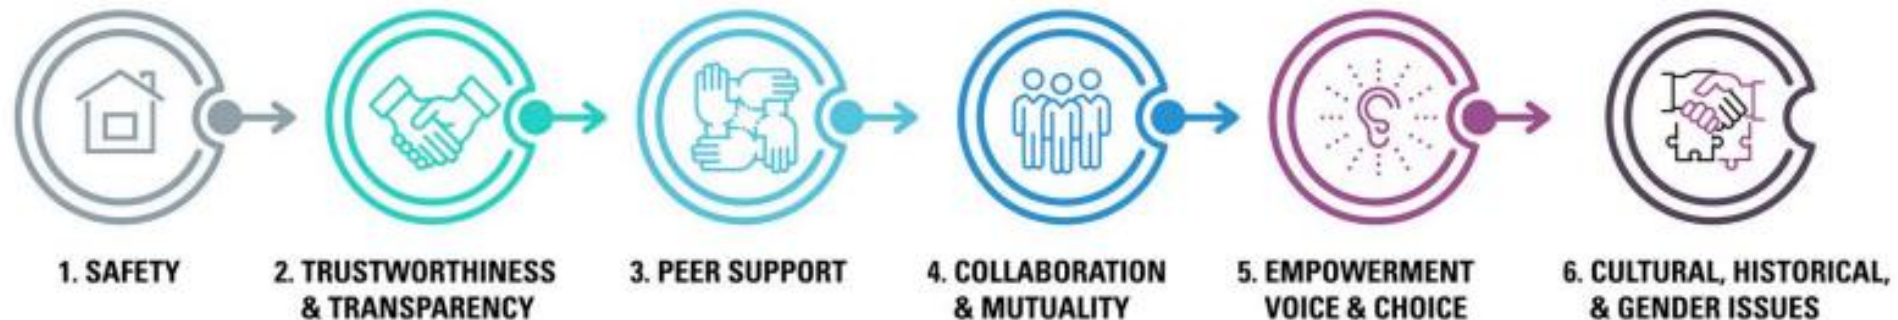 1. SAFETY
2. TRUSTWORTHINESS
& TRANSPARENCY
3. PEER SUPPORT
4. COLLABORATION
& MUTUALITY
5. EMPOWERMENT
VOICE & CHOICE
6. CULTURAL, HISTORICAL,
& GENDER ISSUES